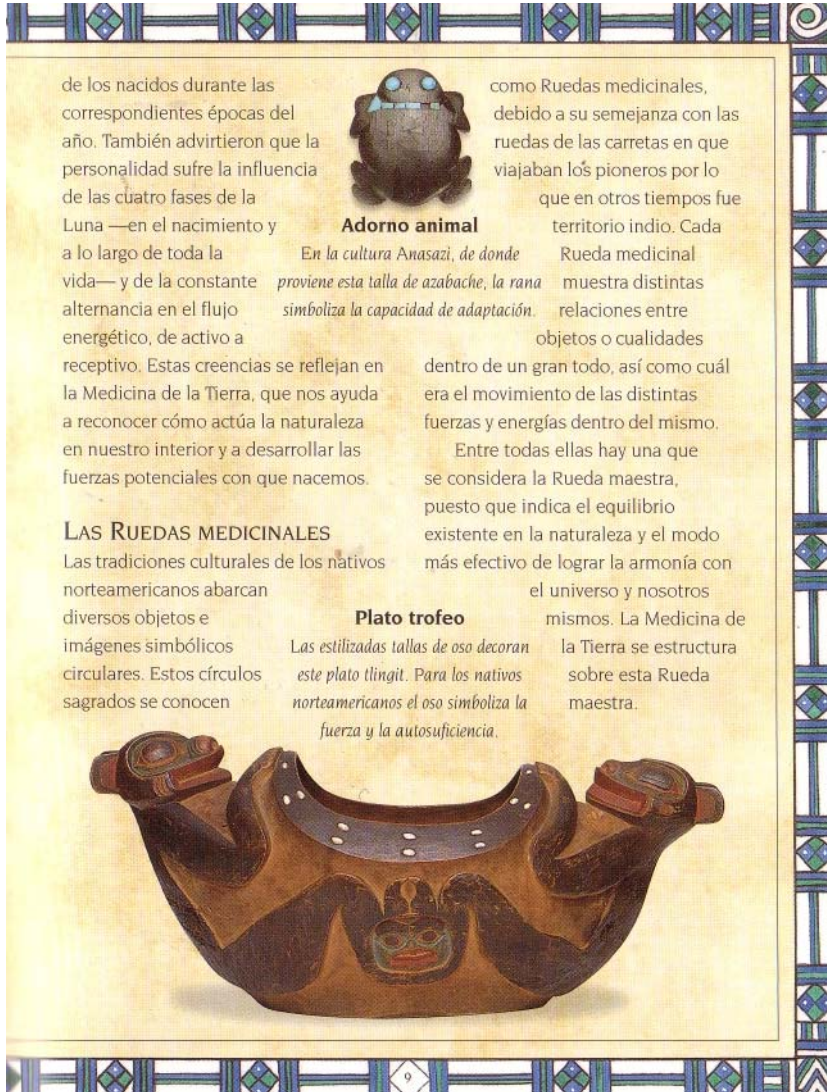 de los nacidos durante las
correspondientes épocas del
año. También advirtieron que la
personalidad sufre la influencia
de las cuatro fases de la
Luna —en el nacimiento y
a lo largo de toda la
vida— y de la constante
alternancia en el flujo
energético, de activo a
receptivo. Estas creencias se reflejan en
la Medicina de la Tierra, que nos ayuda
a reconocer cómo actúa la naturaleza
en nuestro interior y a desarrollar las
fuerzas potenciales con que nacemos.
LAS RUEDAS MEDICINALES
Las tradiciones culturales de los nativos
norteamericanos abarcan
diversos objetos e
imágenes simbólicos
circulares. Estos círculos
sagrados se conocen
Adorno animal
En la cultura Anasazi, de donde
proviene esta talla de azabache, la rana
simboliza la capacidad de adaptación.
como Ruedas medicinales,
debido a su semejanza con las
ruedas de las carretas en que
viajaban los pioneros por lo
que en otros tiempos fue
territorio indio. Cada
Rueda medicinal
muestra distintas
relaciones entre
objetos o cualidades
dentro de un gran todo, así como cuál
era el movimiento de las distintas
fuerzas y energías dentro del mismo.
Entre todas ellas hay una que
se considera la Rueda maestra,
puesto que indica el equilibrio
existente en la naturaleza y el modo
más efectivo de lograr la armonía con
el universo y nosotros
mismos. La Medicina de
la Tierra se estructura
sobre esta Rueda
maestra.
Plato trofeo
Las estilizadas tallas de oso decoran
este plato tlingit. Para los nativos
norteamericanos el oso simboliza la
fuerza y la autosuficiencia.
9